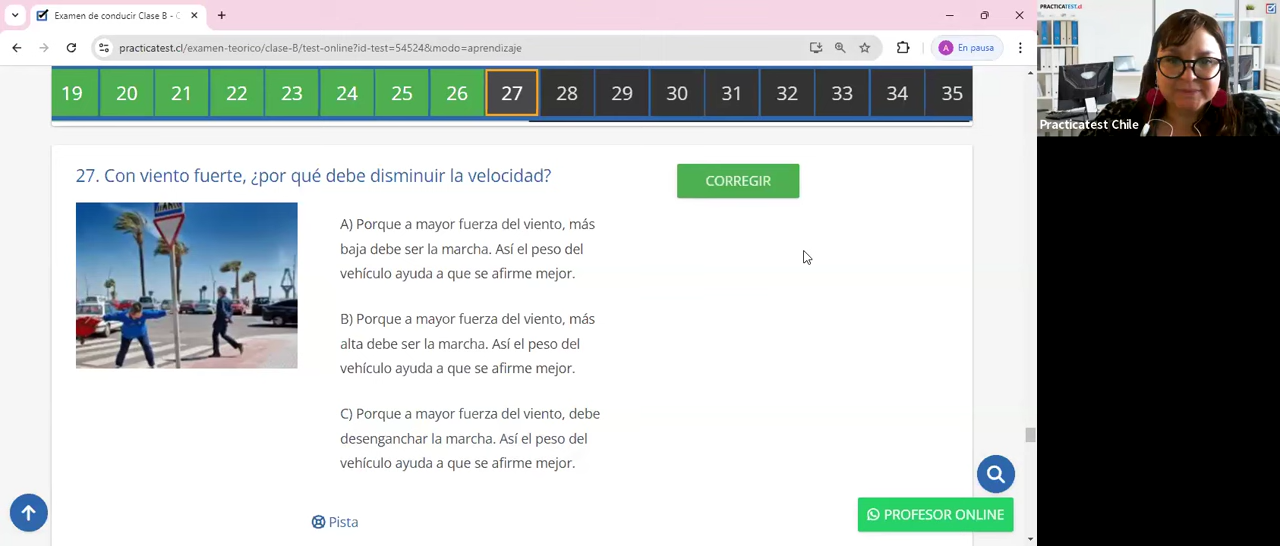 Examen de conducir Clase B - C
practicatest.cl/examen-teorico/clase-B/test-online?id-test=54524&modo=aprendizaje
A
En pausa
PRACTICATEST.cl
Practicatest Chile
19 20 21 22 23 24 25 26 27 28 29 30 31 32 33 34 35
27. Con viento fuerte, ¿por qué debe disminuir la velocidad?
CORREGIR
A) Porque a mayor fuerza del viento, más
baja debe ser la marcha. Así el peso del
vehículo ayuda a que se afirme mejor.
B) Porque a mayor fuerza del viento, más
alta debe ser la marcha. Así el peso del
vehículo ayuda a que se afirme mejor.
C) Porque a mayor fuerza del viento, debe
desenganchar la marcha. Así el peso del
vehículo ayuda a que se afirme mejor.
Pista
PROFESOR ONLINE